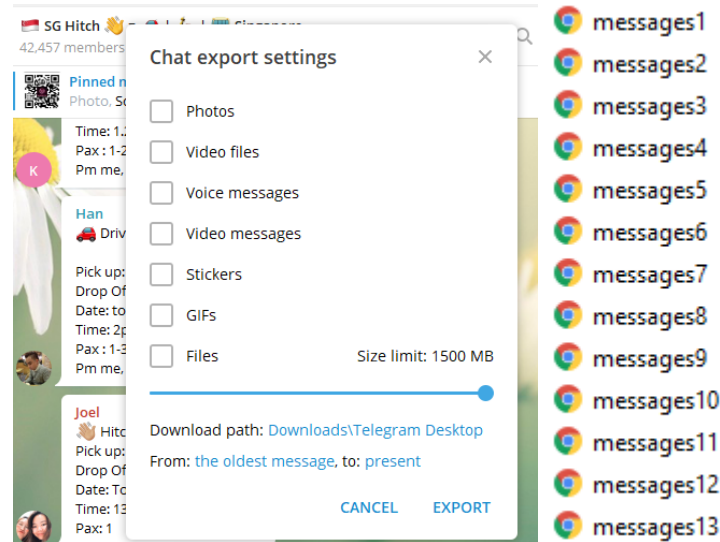 SG Hitch
42,457 members
Pinned
Photo,
Time: 1.
Pax : 1-2
Pm me,
K
Han
Driv
Pick up:
Drop Of
Date: to
Time: 2p
Pax : 1-3
Pm me,
Joel
Hitc
Pick up:
Drop Of
Date: To
Time: 13
Pax: 1
Chat export settings
Photos
Video files
Voice messages
Video messages
Stickers
GIFs
Files Size limit: 1500 MB
Download path: Downloads\Telegram Desktop
From: the oldest message, to: present
CANCEL EXPORT
messages1
messages2
messages3
messages4
messages5
messages6
messages7
messages8
messages9
messages10
messages11
messages12
messages13